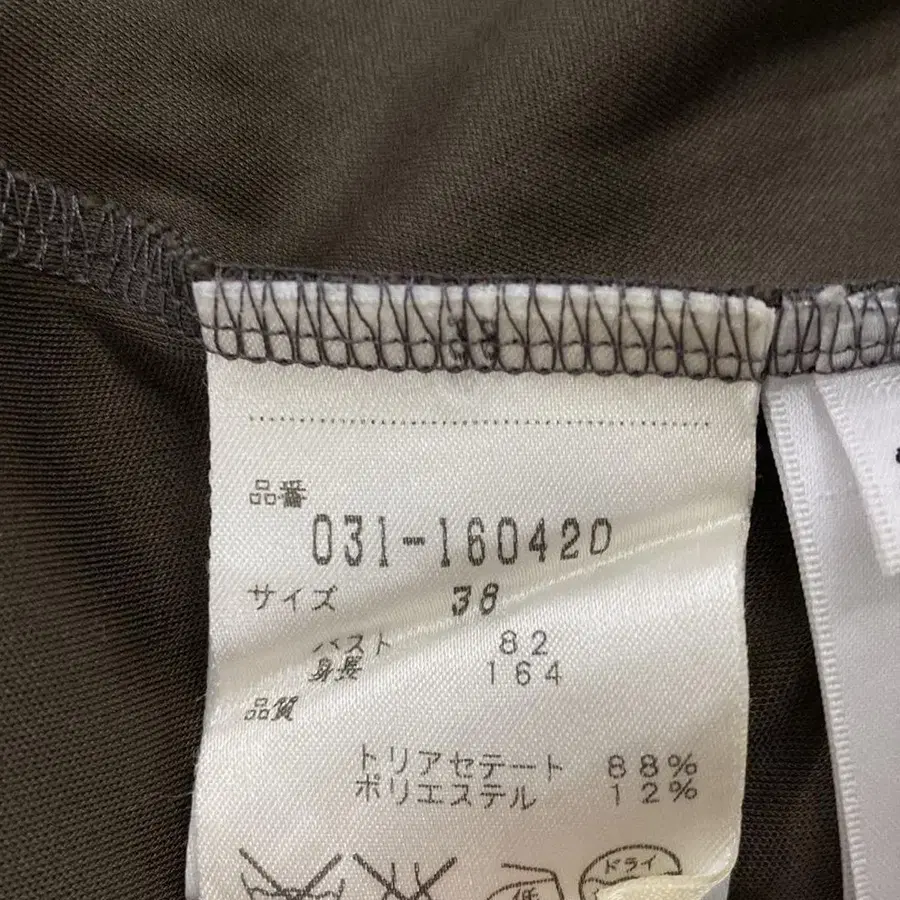 品番
031-160420
サイズ 38
バスト 82
身長 164
品質
トリアセテート 88%
ポリエステル 12%
低 ドライ